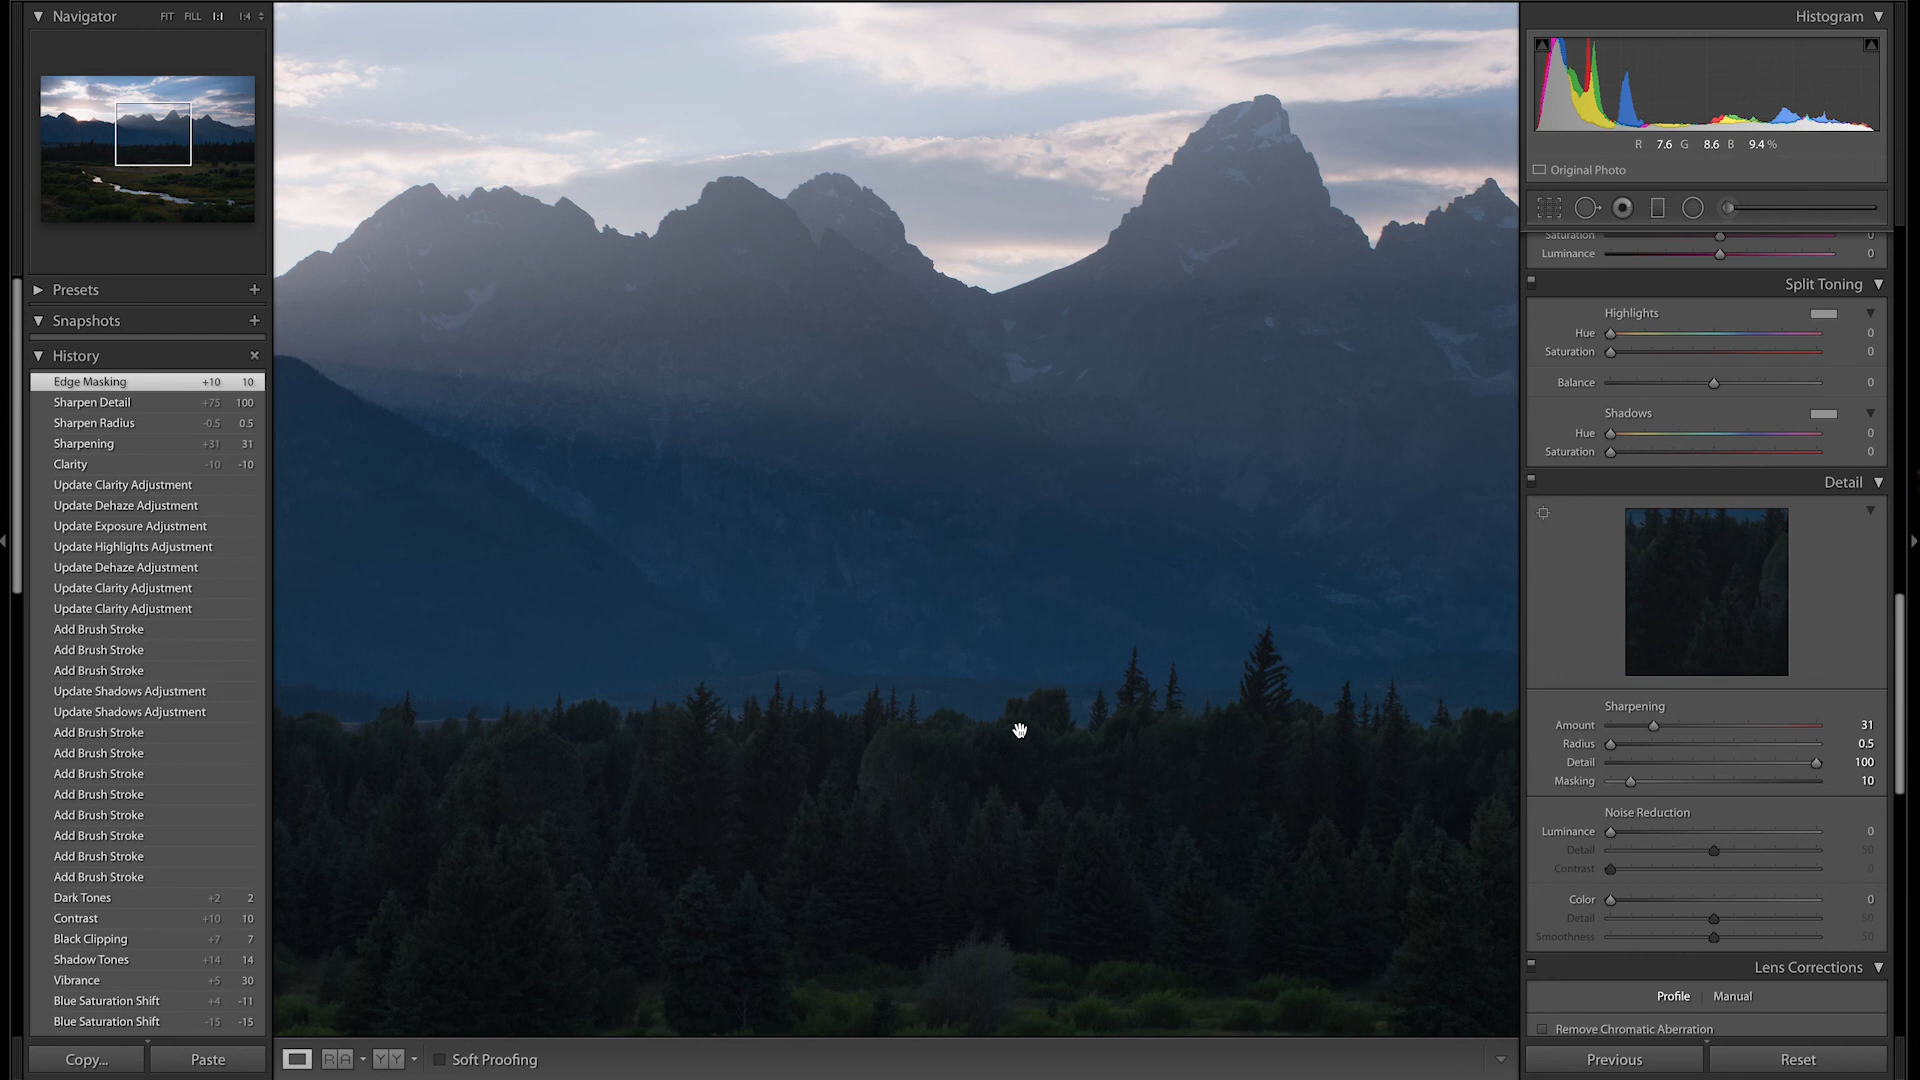 Navigator FIT FILL 1:1 1:4
Presets +
Snapshots +
History
Edge Masking +10 10
Sharpen Detail +75 100
Sharpen Radius -0.5 0.5
Sharpening +31 31
Clarity -10 -10
Update Clarity Adjustment
Update Dehaze Adjustment
Update Exposure Adjustment
Update Highlights Adjustment
Update Dehaze Adjustment
Update Clarity Adjustment
Update Clarity Adjustment
Add Brush Stroke
Add Brush Stroke
Add Brush Stroke
Update Shadows Adjustment
Update Shadows Adjustment
Add Brush Stroke
Add Brush Stroke
Add Brush Stroke
Add Brush Stroke
Add Brush Stroke
Add Brush Stroke
Add Brush Stroke
Add Brush Stroke
Dark Tones +2 2
Contrast +10 10
Black Clipping +7 7
Shadow Tones +14 14
Vibrance +5 30
Blue Saturation Shift +4 -11
Blue Saturation Shift -15 -15
Copy... Paste
R A Y Y Soft Proofing
Histogram
R 7.6 G 8.6 B 9.4 %
Original Photo
Saturation 0
Luminance 0
Split Toning
Highlights
Hue 0
Saturation 0
Balance 0
Shadows
Hue 0
Saturation 0
Detail
Sharpening
Amount 31
Radius 0.5
Detail 100
Masking 10
Noise Reduction
Luminance 0
Detail 50
Contrast 0
Color 0
Detail 50
Smoothness 50
Lens Corrections
Profile Manual
Remove Chromatic Aberration
Previous Reset